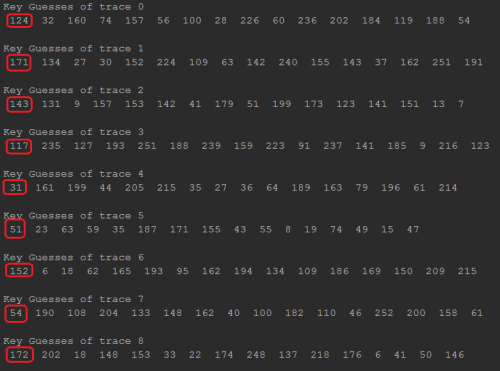 Key Guesses of trace 0
124 32 160 74 157 56 100 28 226 60 236 202 184 119 188 54
Key Guesses of trace 1
171 134 27 30 152 224 109 63 142 240 155 143 37 162 251 191
Key Guesses of trace 2
143 131 9 157 153 142 41 179 51 199 173 123 141 151 13 7
Key Guesses of trace 3
117 235 127 193 251 188 239 159 223 91 237 141 185 9 216 123
Key Guesses of trace 4
31 161 199 44 205 215 35 27 36 64 189 163 79 196 61 214
Key Guesses of trace 5
51 23 63 59 35 187 171 155 43 55 8 19 74 49 15 47
Key Guesses of trace 6
152 6 18 62 165 193 95 162 194 134 109 186 169 150 209 215
Key Guesses of trace 7
54 190 108 204 133 148 162 40 100 182 110 46 252 200 158 61
Key Guesses of trace 8
172 202 18 148 153 33 22 174 248 137 218 176 6 41 50 146